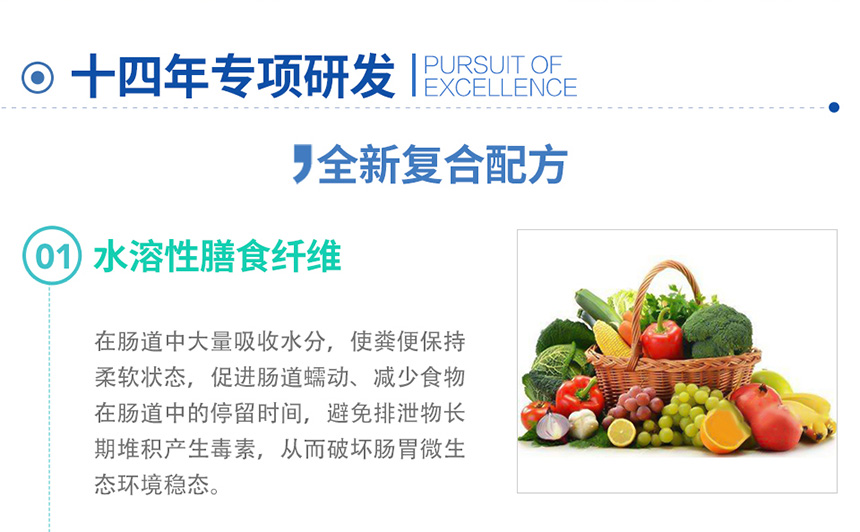 十四年专项研发
PURSUIT OF
EXCELLENCE
全新复合配方
01 水溶性膳食纤维
在肠道中大量吸收水分，使粪便保持
柔软状态，促进肠道蠕动、减少食物
在肠道中的停留时间，避免排泄物长
期堆积产生毒素，从而破坏肠胃微生
态环境稳态。